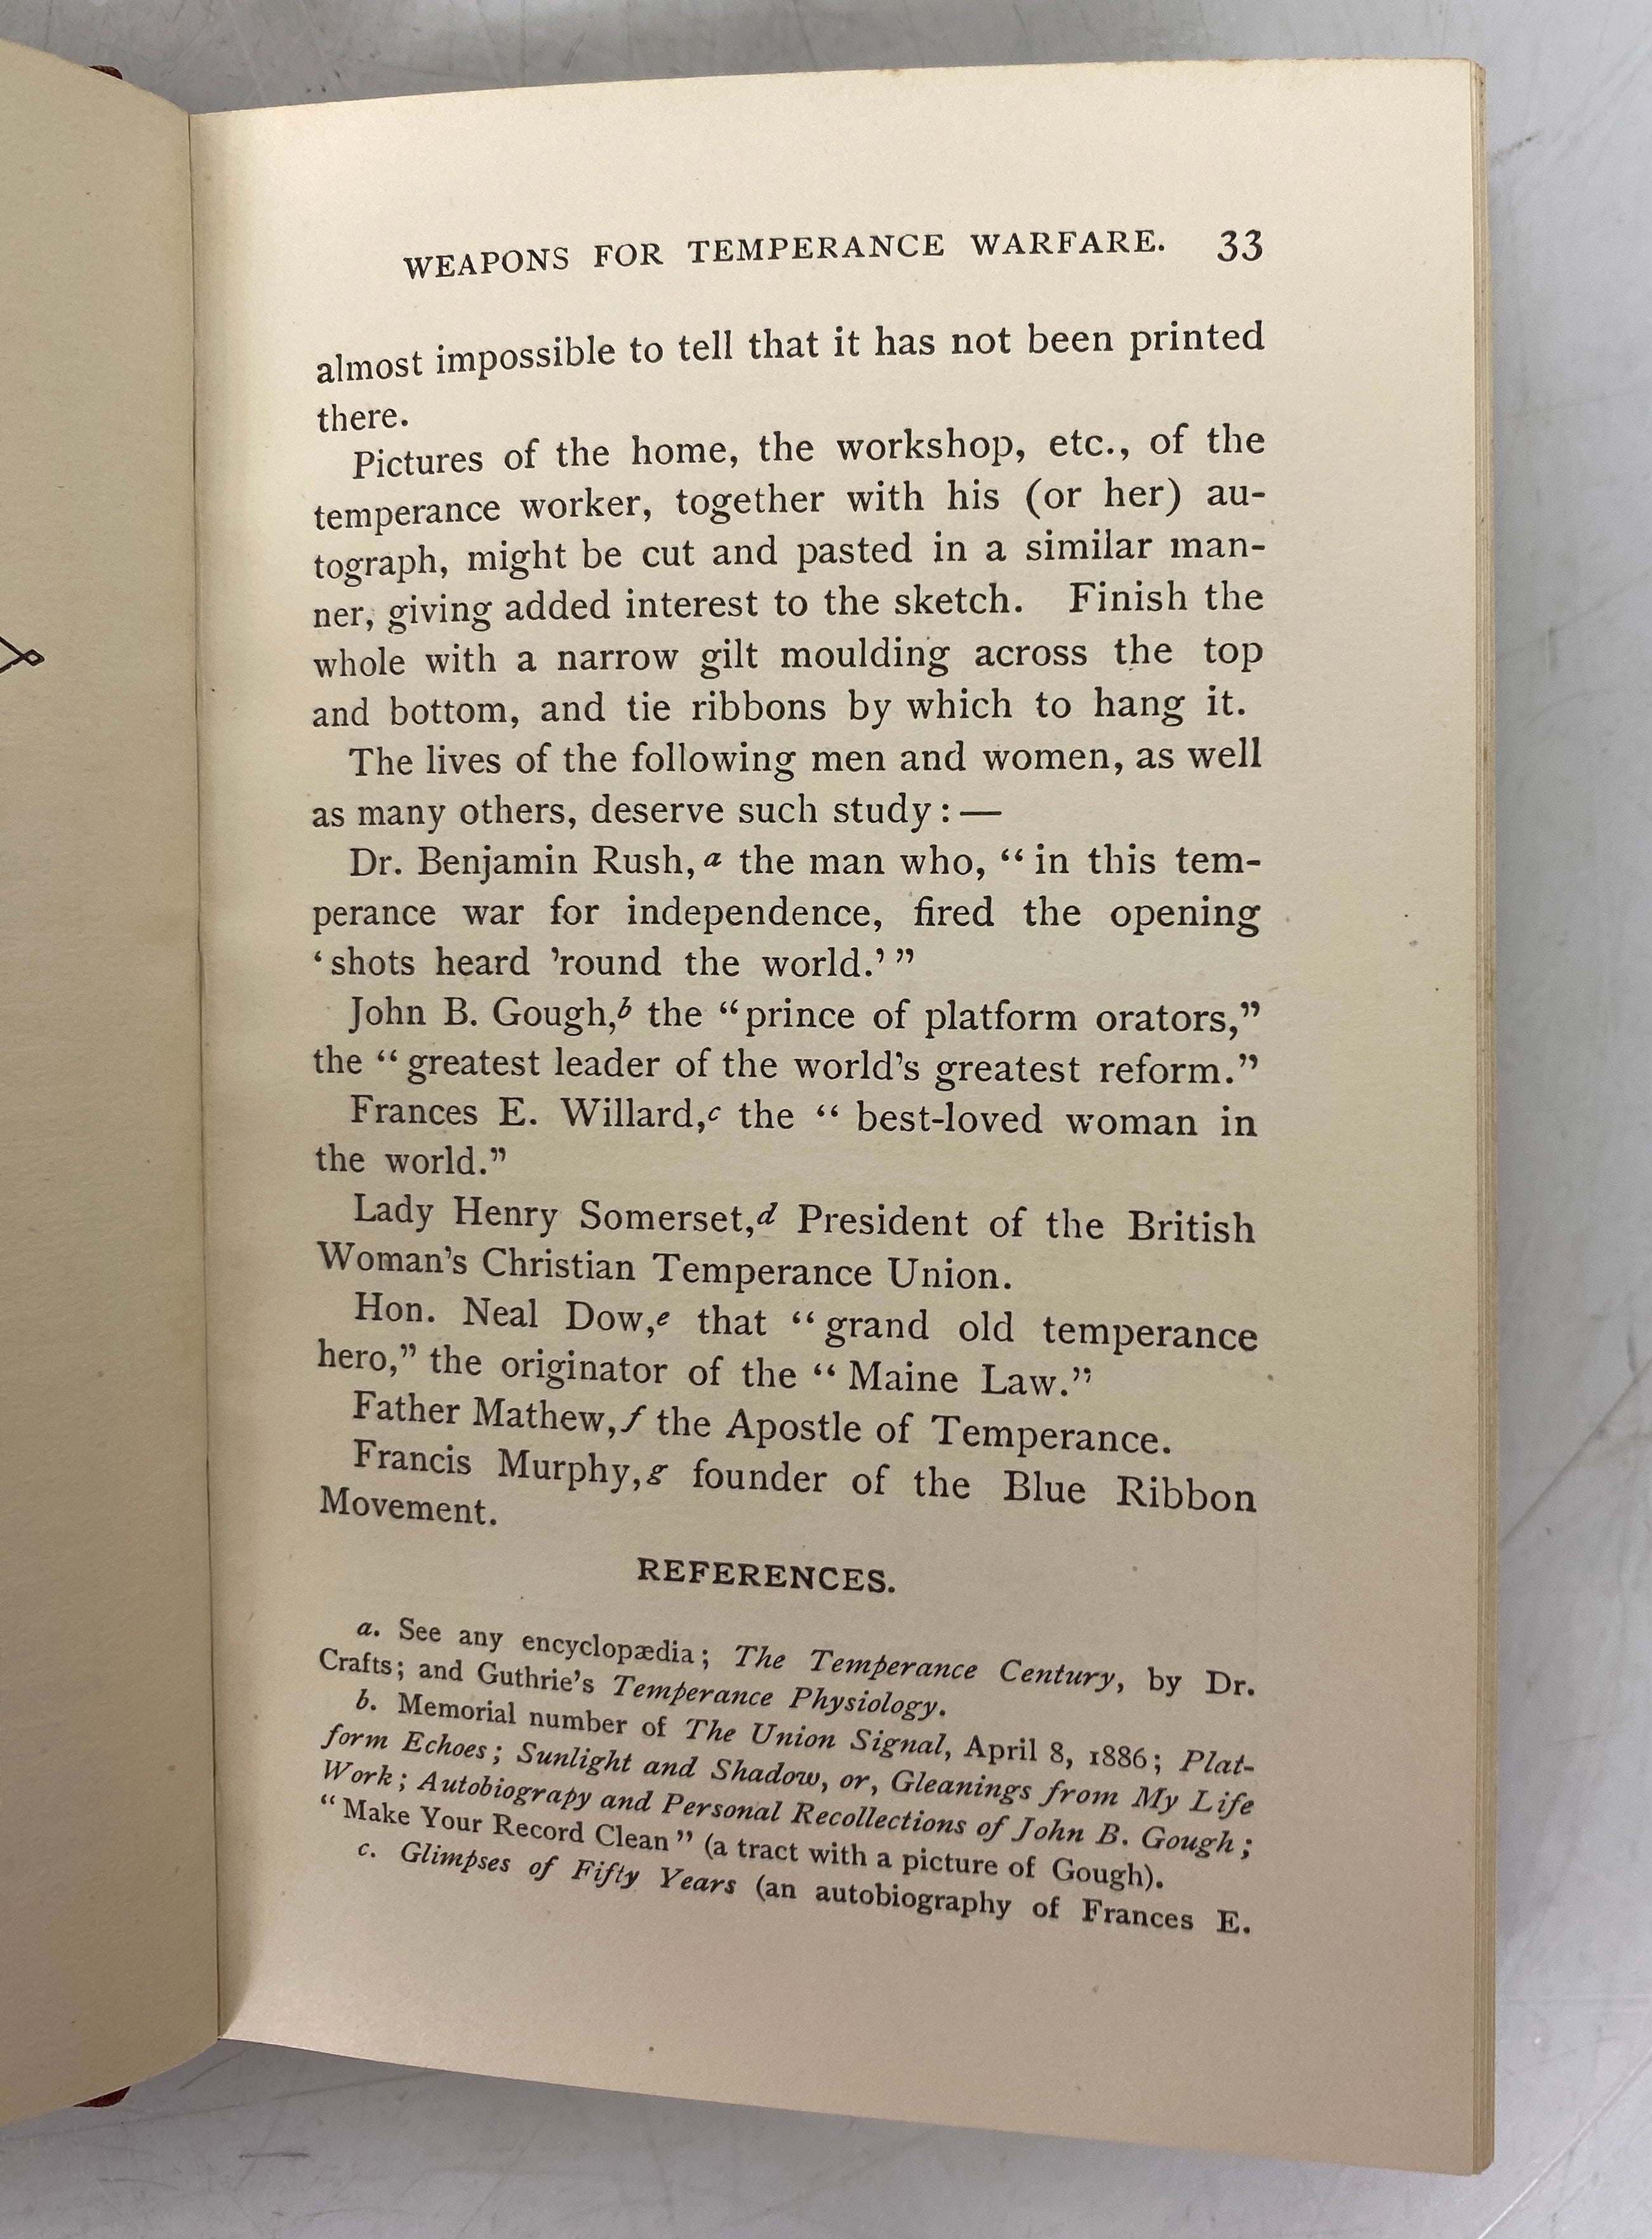 WEAPONS FOR TEMPERANCE WARFARE. 33
almost impossible to tell that it has not been printed
there.
Pictures of the home, the workshop, etc., of the
temperance worker, together with his (or her) au-
tograph, might be cut and pasted in a similar man-
ner, giving added interest to the sketch. Finish the
whole with a narrow gilt moulding across the top
and bottom, and tie ribbons by which to hang it.
The lives of the following men and women, as well
as many others, deserve such study: —
Dr. Benjamin Rush,a the man who, “in this tem-
perance war for independence, fired the opening
‘shots heard ’round the world.’”
John B. Gough,b the “prince of platform orators,”
the “greatest leader of the world’s greatest reform.”
Frances E. Willard,c the “best-loved woman in
the world.”
Lady Henry Somerset,d President of the British
Woman’s Christian Temperance Union.
Hon. Neal Dow,e that “grand old temperance
hero,” the originator of the “Maine Law.”
Father Mathew,f the Apostle of Temperance.
Francis Murphy,g founder of the Blue Ribbon
Movement.
REFERENCES.
a. See any encyclopædia; The Temperance Century, by Dr.
Crafts; and Guthrie’s Temperance Physiology.
b. Memorial number of The Union Signal, April 8, 1886; Plat-
form Echoes; Sunlight and Shadow, or, Gleanings from My Life
Work; Autobiograpy and Personal Recollections of John B. Gough;
“Make Your Record Clean” (a tract with a picture of Gough).
c. Glimpses of Fifty Years (an autobiography of Frances E.